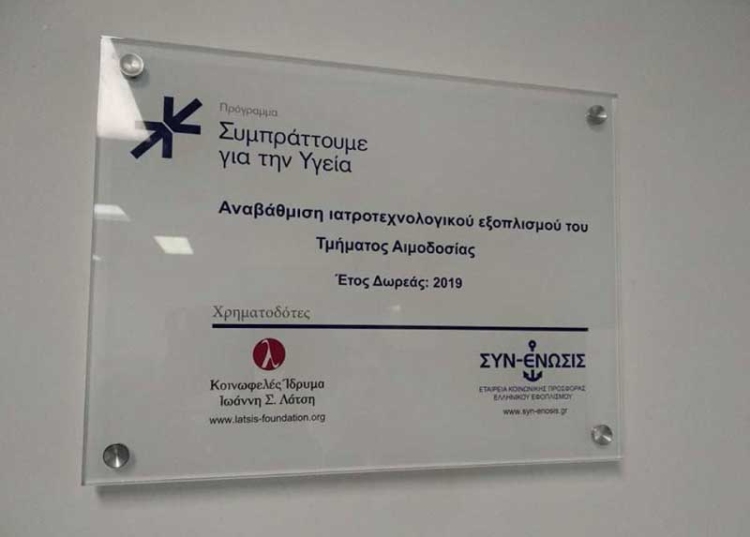 Πρόγραμμα
Συμπράττουμε
για την Υγεία
Αναβάθμιση ιατροτεχνολογικού εξοπλισμού του
Τμήματος Αιμοδοσίας
Έτος Δωρεάς: 2019
Χρηματοδότες
λ
Κοινωφελές Ίδρυμα
Ιωάννη Σ. Λάτση
www.latsis-foundation.org
ΣΥΝ-ΕΝΩΣΙΣ
ΕΤΑΙΡΕΙΑ ΚΟΙΝΩΝΙΚΗΣ ΠΡΟΣΦΟΡΑΣ
ΕΛΛΗΝΙΚΟΥ ΕΦΟΠΛΙΣΜΟΥ
www.syn-enosis.gr